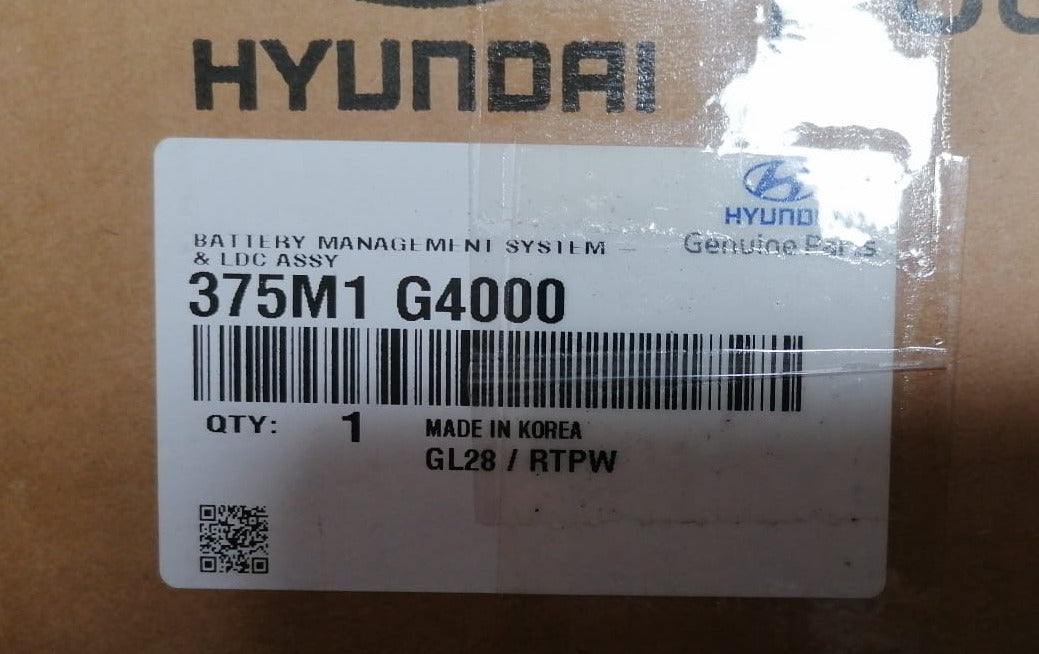 HYUNDAI
HYUNDAI
Genuine Parts
BATTERY MANAGEMENT SYSTEM
& LDC ASSY
375M1 G4000
QTY: 1
MADE IN KOREA
GL28 / RTPW